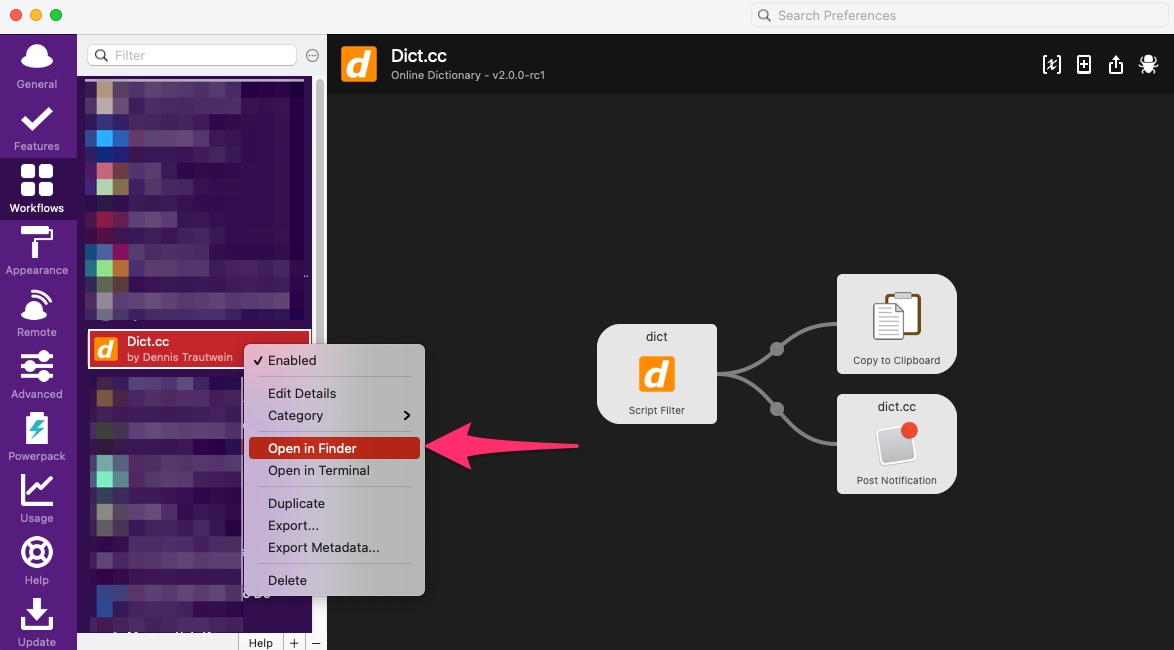 Search Preferences
General
Features
Workflows
Appearance
Remote
Advanced
Powerpack
Usage
Help
Update
Filter
Dict.cc
by Dennis Trautwein
Enabled
Edit Details
Category
Open in Finder
Open in Terminal
Duplicate
Export...
Export Metadata...
Delete
Help
Dict.cc
Online Dictionary - v2.0.0-rc1
dict
d
Script Filter
Copy to Clipboard
dict.cc
Post Notification